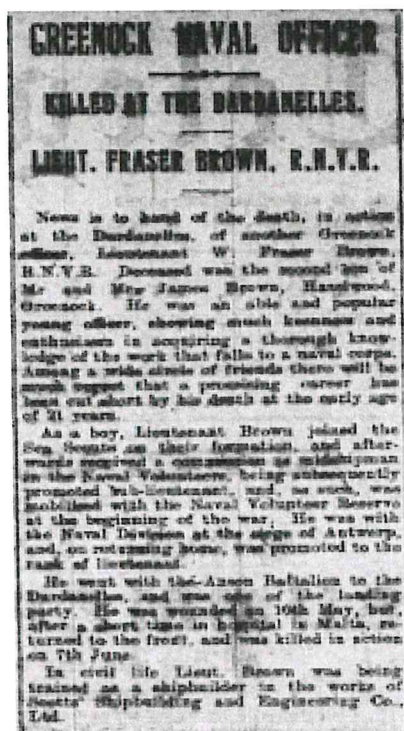 GREENOCK NAVAL OFFICER
KILLED AT THE DARDANELLES.
LIEUT. FRASER BROWN, R.N.V.R.
News is to hand of the death, in action
at the Dardanelles, of another Greenock
officer, Lieutenant W. Fraser Brown,
R.N.V.R. Deceased was the second son of
Mr and Mrs James Brown, Hazelwood,
Greenock. He was an able and popular
young officer, showing much keenness and
enthusiasm in acquiring a thorough know-
ledge of the work that falls to a naval corps.
Among a wide circle of friends there will be
much regret that a promising career has
been cut short by his death at the early age
of 21 years.
As a boy, Lieutenant Brown joined the
Sea Scouts on their formation, and after-
wards received a commission as midshipman
in the Naval Volunteers, being subsequently
promoted sub-lieutenant, and, as such, was
mobilised with the Naval Volunteer Reserve
at the beginning of the war. He was with
the Naval Division at the siege of Antwerp,
and, on returning home, was promoted to the
rank of lieutenant.
He went with the Anson Battalion to the
Dardanelles, and was one of the landing
party. He was wounded on 10th May, but,
after a short time in hospital in Malta, re-
turned to the front, and was killed in action
on 7th June.
In civil life Lieut. Brown was being
trained as a shipbuilder in the works of
Scotts' Shipbuilding and Engineering Co.,
Ltd.